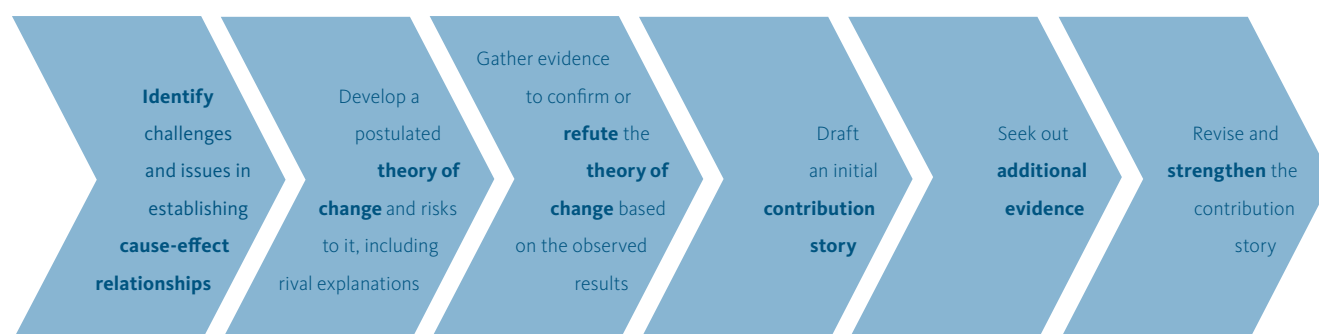 Identify
challenges
and issues in
establishing
cause-effect
relationships
Develop a
postulated
theory of
change and risks
to it, including
rival explanations
Gather evidence
to confirm or
refute the
theory of
change based
on the observed
results
Draft
an initial
contribution
story
Seek out
additional
evidence
Revise and
strengthen the
contribution
story